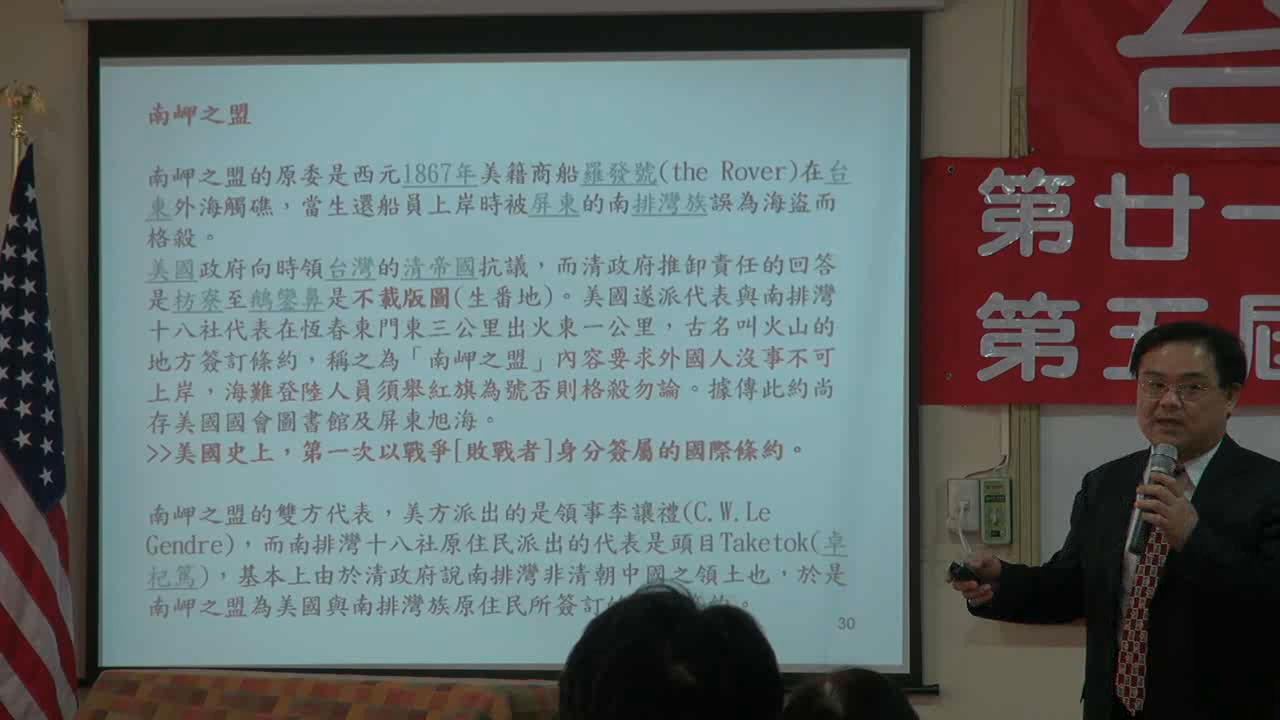 南岬之盟
南岬之盟的原委是西元1867年美籍商船羅發號(the Rover)在台
東外海觸礁，當生還船員上岸時被屏東的南排灣族誤為海盜而
格殺。
美國政府向時領台灣的清帝國抗議，而清政府推卸責任的回答
是枋寮至鵝鑾鼻是不載版圖(生番地)。美國遂派代表與南排灣
十八社代表在恆春東門東三公里出火東一公里，古名叫火山的
地方簽訂條約，稱之為「南岬之盟」內容要求外國人沒事不可
上岸，海難登陸人員須舉紅旗為號否則格殺勿論。據傳此約尚
存美國國會圖書館及屏東旭海。
>>美國史上，第一次以戰爭[敗戰者]身分簽屬的國際條約。
南岬之盟的雙方代表，美方派出的是領事李讓禮(C.W.Le
Gendre)，而南排灣十八社原住民派出的代表是頭目Taketok(卓
杞篤)，基本上由於清政府說南排灣非清朝中國之領土也，於是
南岬之盟為美國與南排灣族原住民所簽訂
30
台
第廿一
第五屆